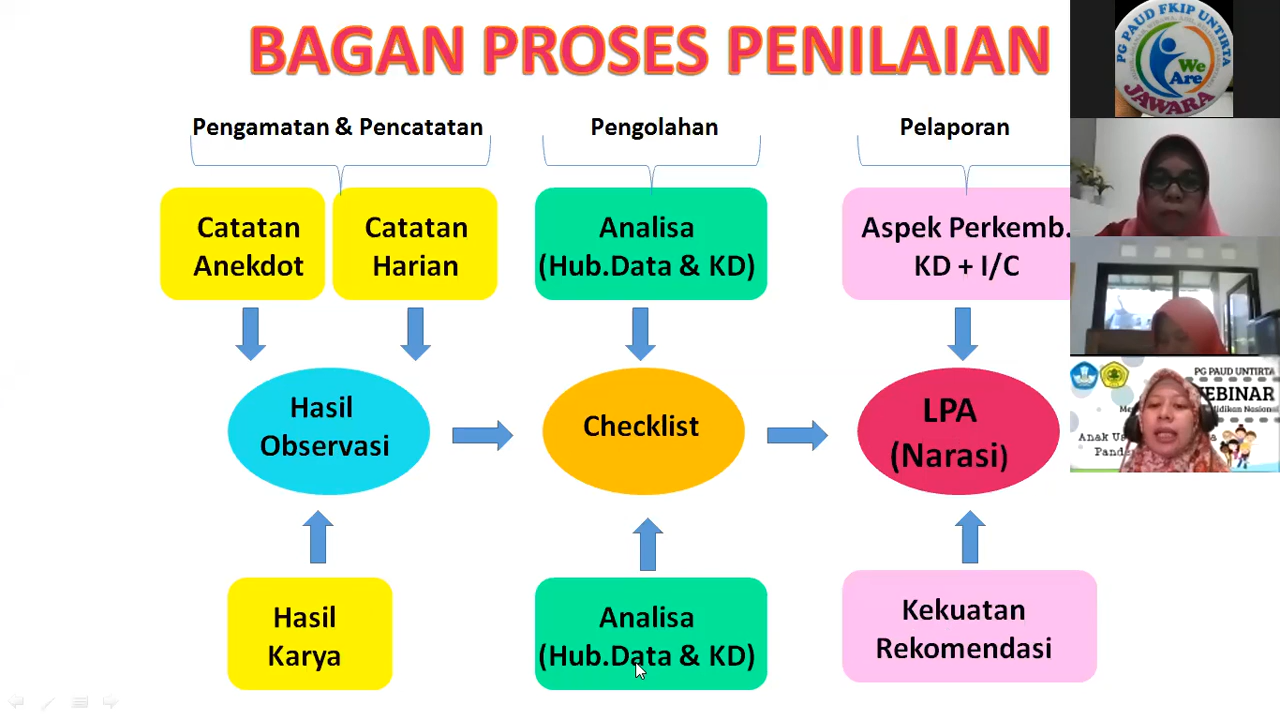 BAGAN PROSES PENILAIAN
Pengamatan & Pencatatan
Pengolahan
Pelaporan
Catatan
Anekdot
Catatan
Harian
Analisa
(Hub.Data & KD)
Aspek Perkemb.
KD + I/C
Hasil
Observasi
Checklist
LPA
(Narasi)
Hasil
Karya
Analisa
(Hub.Data & KD)
Kekuatan
Rekomendasi
PG PAUD FKIP UNTIRTA
We
Are
JAWARA
PG PAUD UNTIRTA
EBINAR
Anak